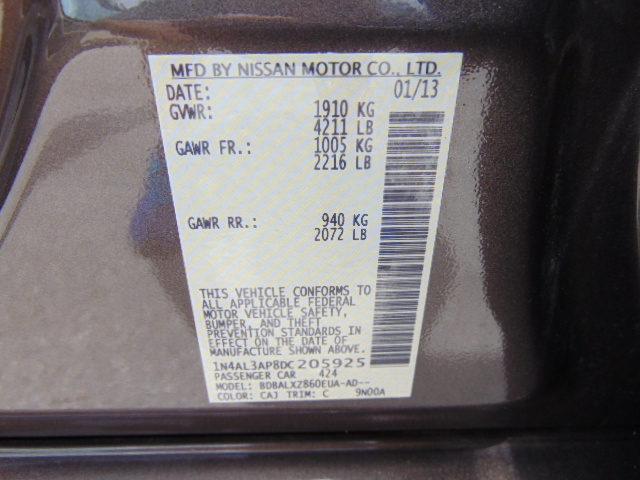 MFD BY NISSAN MOTOR CO., LTD.
DATE: 01/13
GVWR: 1910 KG
4211 LB
GAWR FR.: 1005 KG
2216 LB
GAWR RR.: 940 KG
2072 LB
THIS VEHICLE CONFORMS TO
ALL APPLICABLE FEDERAL
MOTOR VEHICLE SAFETY,
BUMPER, AND THEFT
PREVENTION STANDARDS IN
EFFECT ON THE DATE OF
MANUFACTURE SHOWN ABOVE.
1N4AL3AP8DC205925
PASSENGER CAR 424
MODEL: BDBALXZ860EUA-AD--
COLOR: CAJ TRIM: C 9N00A